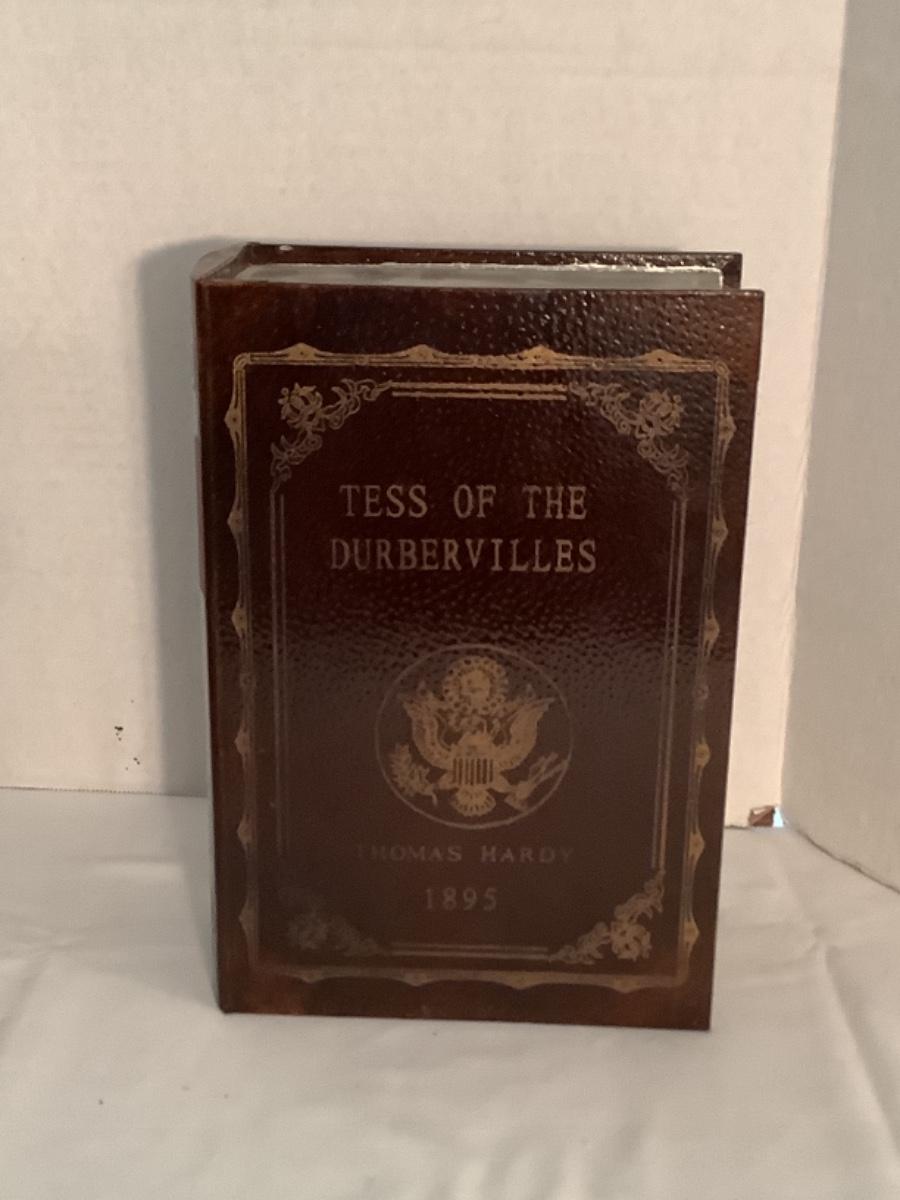 TESS OF THE
DURBERVILLES
THOMAS HARDY
1895